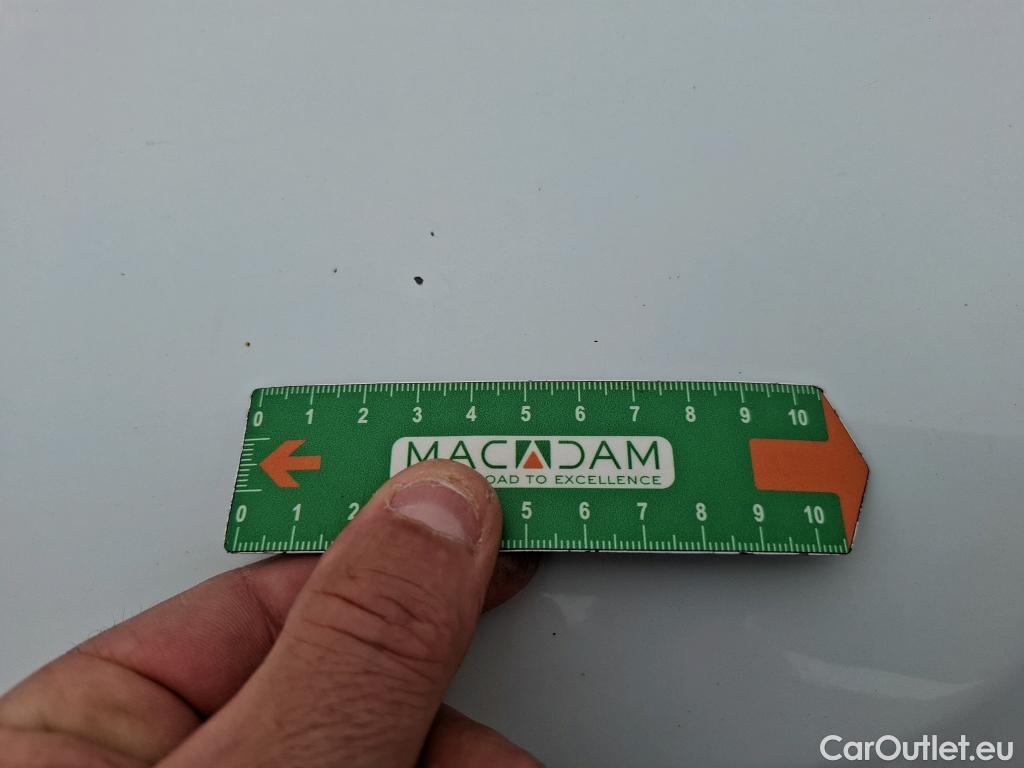 0 1 2 3 4 5 6 7 8 9 10
MACADAM
OAD TO EXCELLENCE
0 1 2 5 6 7 8 9 10
CarOutlet.eu